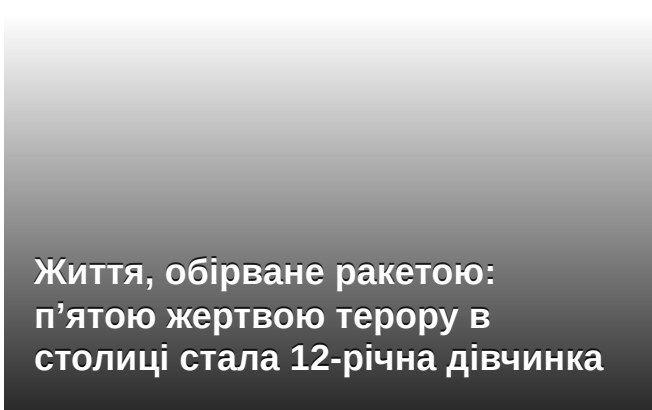 Життя, обірване ракетою:
п’ятою жертвою терору в
столиці стала 12-річна дівчинка